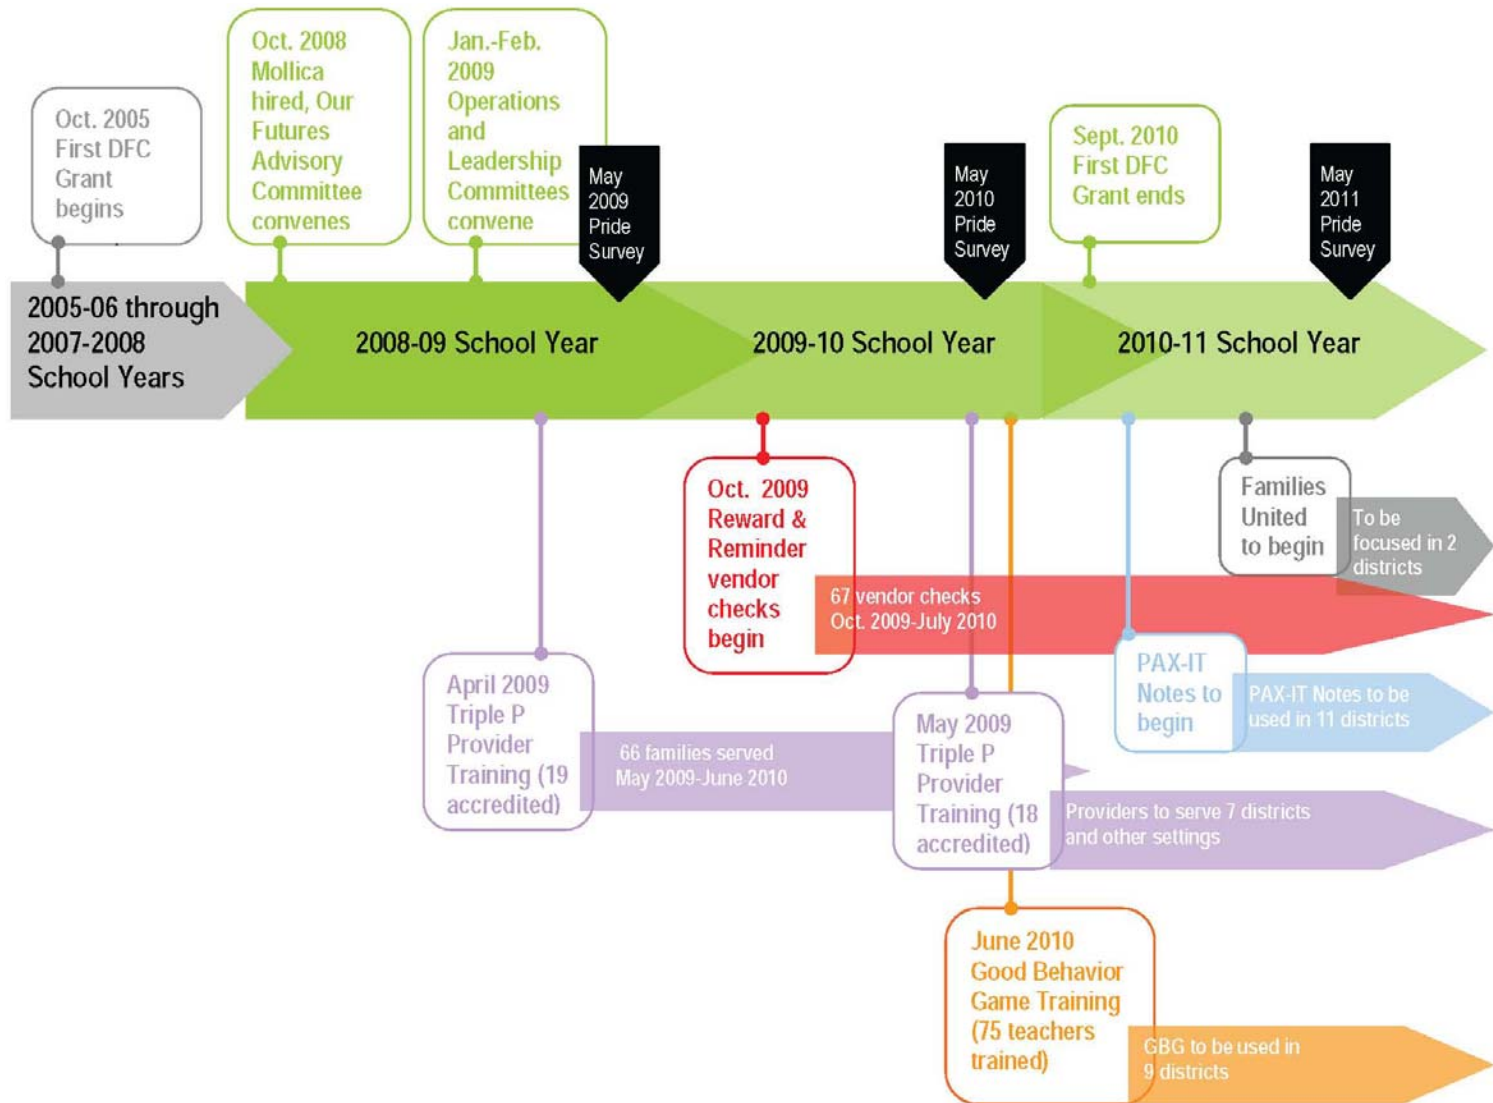 Oct. 2005
First DFC
Grant
begins
Oct. 2008
Mollica
hired, Our
Futures
Advisory
Committee
convenes
Jan.-Feb.
2009
Operations
and
Leadership
Committees
convene
May
2009
Pride
Survey
May
2010
Pride
Survey
Sept. 2010
First DFC
Grant ends
May
2011
Pride
Survey
2005-06 through
2007-2008
School Years
2008-09 School Year
2009-10 School Year
2010-11 School Year
Oct. 2009
Reward &
Reminder
vendor
checks
begin
67 vendor checks
Oct. 2009-July 2010
Families
United
to begin
To be
focused in 2
districts
April 2009
Triple P
Provider
Training (19
accredited)
66 families served
May 2009-June 2010
May 2009
Triple P
Provider
Training (18
accredited)
Providers to serve 7 districts
and other settings
PAX-IT
Notes to
begin
PAX-IT Notes to be
used in 11 districts
June 2010
Good Behavior
Game Training
(75 teachers
trained)
GBG to be used in
9 districts